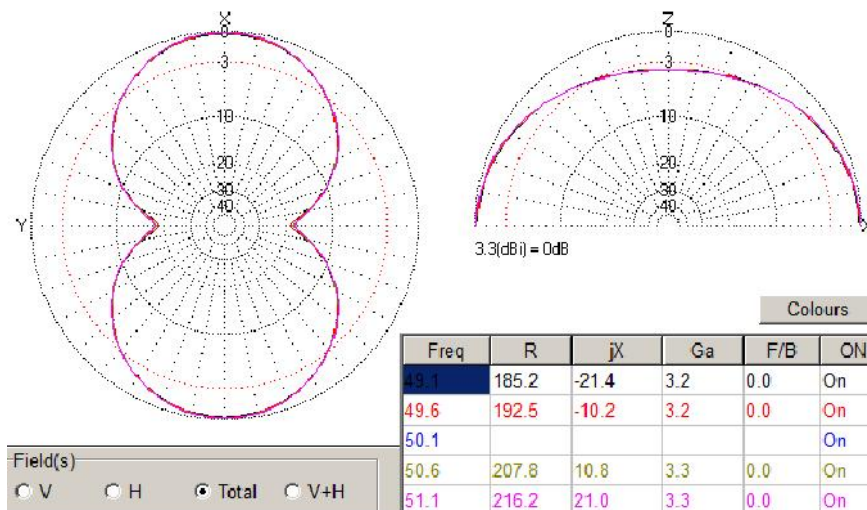 X
0
3
10
20
30
40
Y
Z
0
3
10
20
30
40
X
3.3(dBi) = 0dB
Colours
Freq R jX Ga F/B ON
49.1 185.2 -21.4 3.2 0.0 On
49.6 192.5 -10.2 3.2 0.0 On
50.1 On
50.6 207.8 10.8 3.3 0.0 On
51.1 216.2 21.0 3.3 0.0 On
Field(s)
V H Total V+H